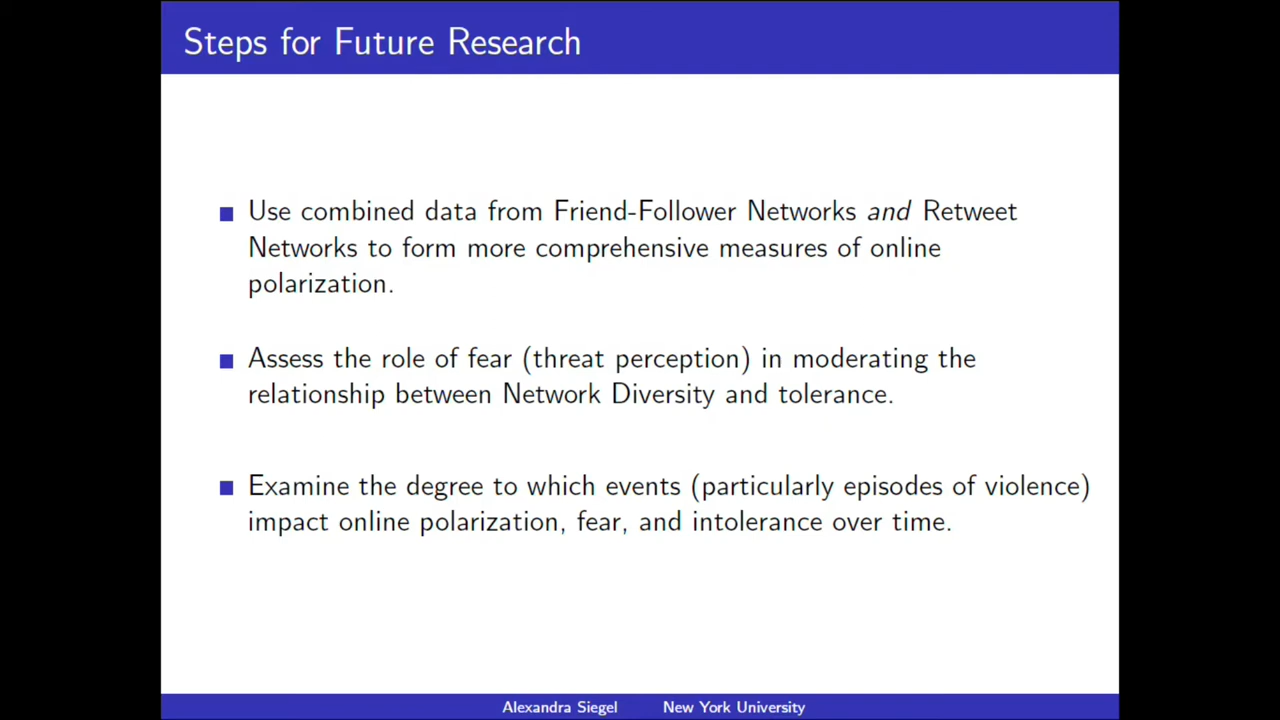 Steps for Future Research
Use combined data from Friend-Follower Networks and Retweet
Networks to form more comprehensive measures of online
polarization.
Assess the role of fear (threat perception) in moderating the
relationship between Network Diversity and tolerance.
Examine the degree to which events (particularly episodes of violence)
impact online polarization, fear, and intolerance over time.
Alexandra Siegel New York University